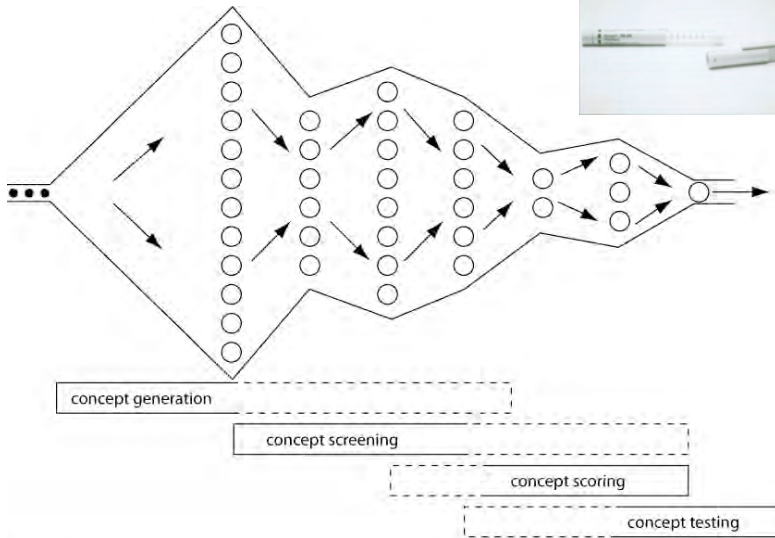 concept generation
concept screening
concept scoring
concept testing